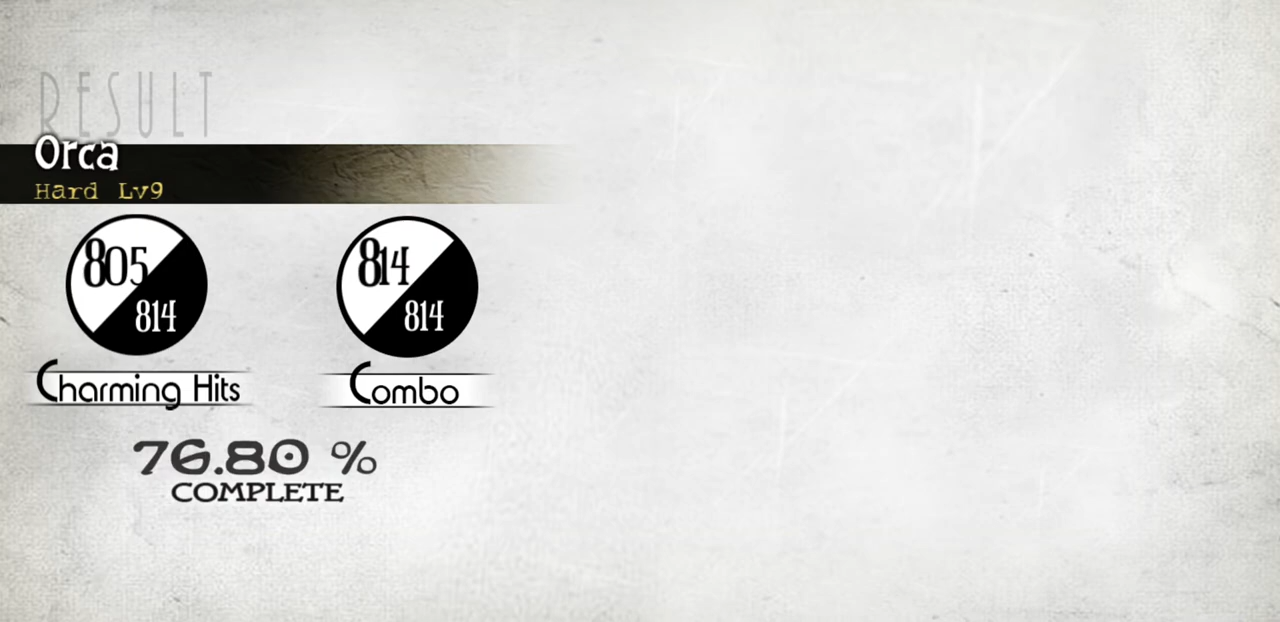 RESULT
Orca
Hard Lv9
805
814
814
814
Charming Hits
Combo
76.80 %
COMPLETE